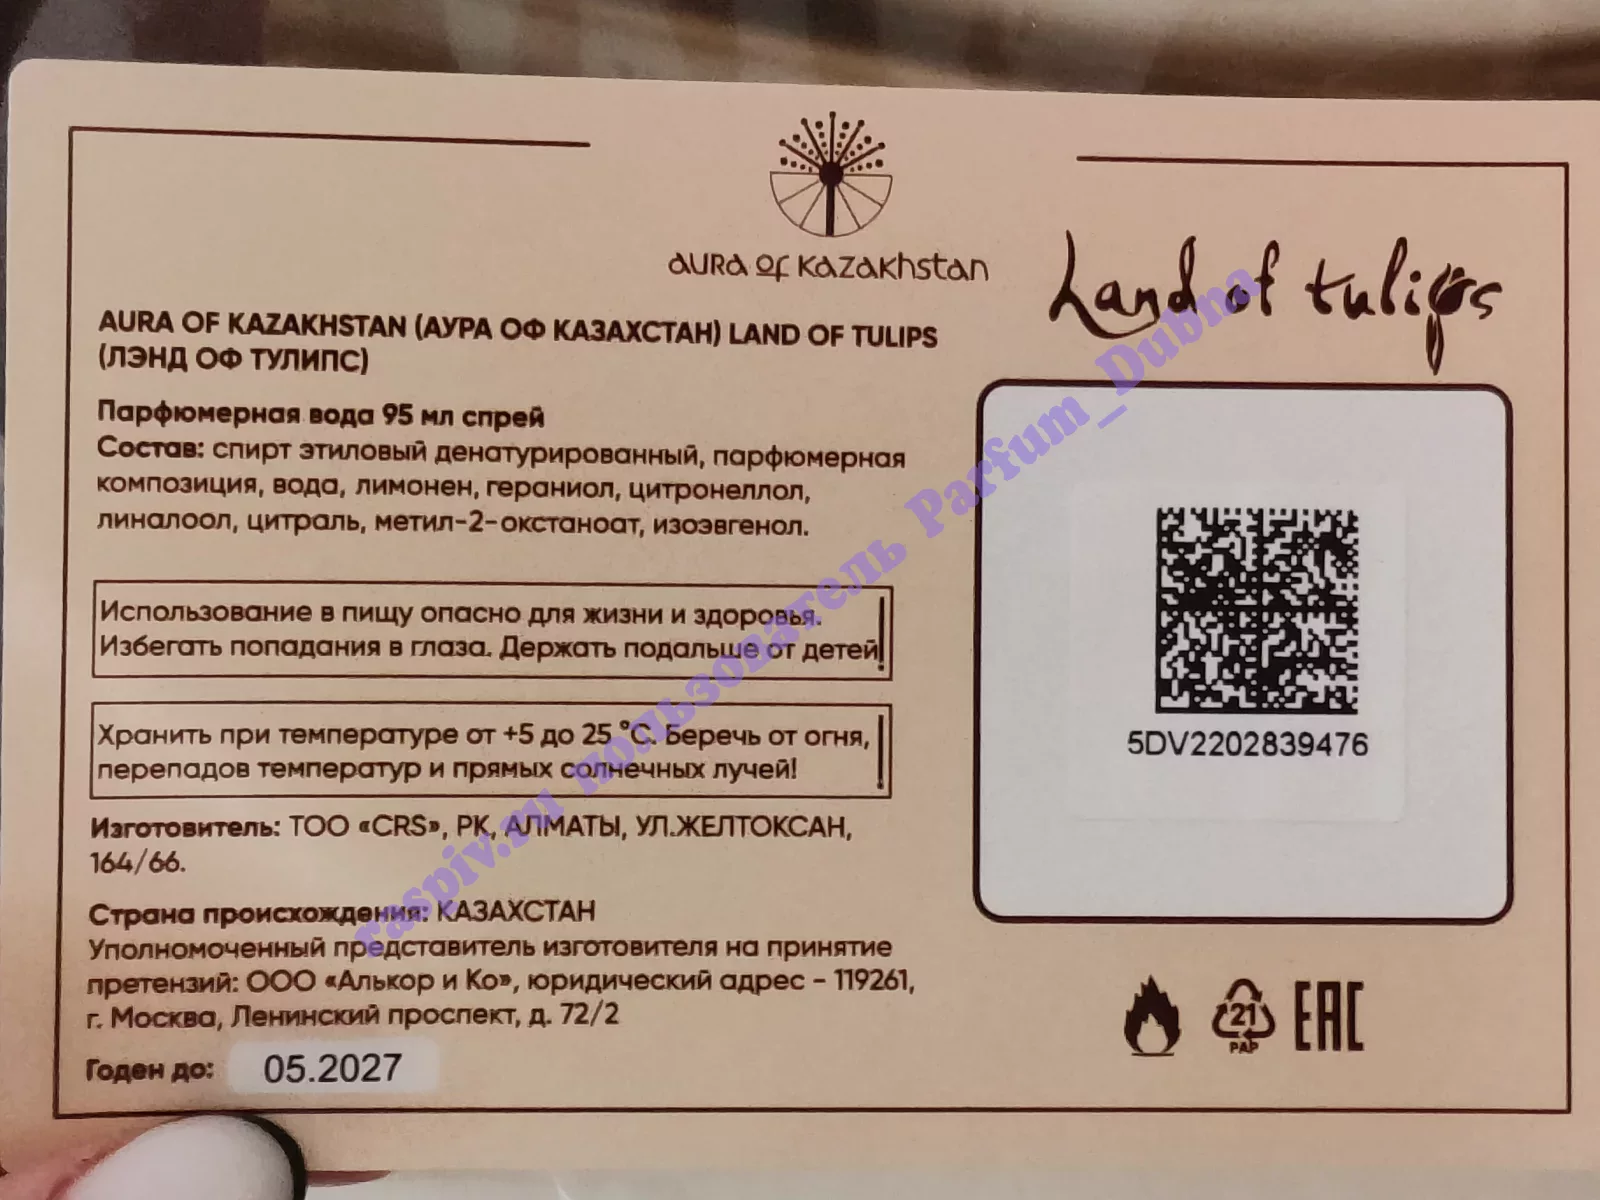 AURA OF KAZAKHSTAN
Land of tulips
AURA OF KAZAKHSTAN (АУРА ОФ КАЗАХСТАН) LAND OF TULIPS
(ЛЭНД ОФ ТУЛИПС)
Парфюмерная вода 95 мл спрей
Состав: спирт этиловый денатурированный, парфюмерная
композиция, вода, лимонен, гераниол, цитронеллол,
линалоол, цитраль, метил-2-окстаноат, изоэвгенол.
Использование в пищу опасно для жизни и здоровья.
Избегать попадания в глаза. Держать подальше от детей!
Хранить при температуре от +5 до 25 °C. Беречь от огня,
перепадов температур и прямых солнечных лучей!
Изготовитель: ТОО «CRS», РК, АЛМАТЫ, УЛ.ЖЕЛТОКСАН,
164/66.
Страна происхождения: КАЗАХСТАН
Уполномоченный представитель изготовителя на принятие
претензий: ООО «Алькор и Ко», юридический адрес – 119261,
г. Москва, Ленинский проспект, д. 72/2
Годен до: 05.2027
5DV2202839476
21
PAP
EAC
raspiv.ru пользователь Parfum_Dubna